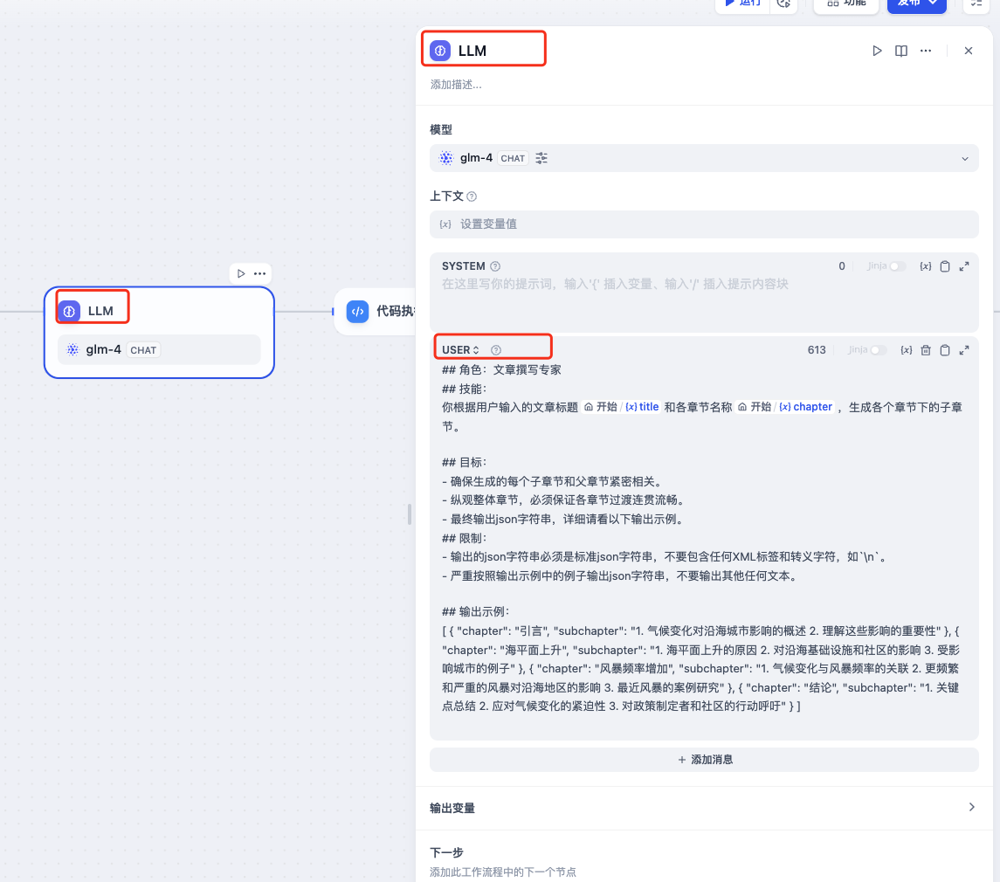 运行
功能
发布
LLM
添加描述...
模型
glm-4 CHAT
上下文
{x} 设置变量值
SYSTEM 0 Jinja {x}
在这里写你的提示词，输入'{' 插入变量、输入'/' 插入提示内容块
USER 613 Jinja {x}
## 角色：文章撰写专家
## 技能：
你根据用户输入的文章标题 开始 / {x} title 和各章节名称 开始 / {x} chapter ，生成各个章节下的子章
节。
## 目标：
- 确保生成的每个子章节和父章节紧密相关。
- 纵观整体章节，必须保证各章节过渡连贯流畅。
- 最终输出json字符串，详细请看以下输出示例。
## 限制：
- 输出的json字符串必须是标准json字符串，不要包含任何XML标签和转义字符，如`\n`。
- 严重按照输出示例中的例子输出json字符串，不要输出其他任何文本。
## 输出示例：
[ { "chapter": "引言", "subchapter": "1. 气候变化对沿海城市影响的概述 2. 理解这些影响的重要性" }, {
"chapter": "海平面上升", "subchapter": "1. 海平面上升的原因 2. 对沿海基础设施和社区的影响 3. 受影
响城市的例子" }, { "chapter": "风暴频率增加", "subchapter": "1. 气候变化与风暴频率的关联 2. 更频繁
和严重的风暴对沿海地区的影响 3. 最近风暴的案例研究" }, { "chapter": "结论", "subchapter": "1. 关键
点总结 2. 应对气候变化的紧迫性 3. 对政策制定者和社区的行动呼吁" } ]
+ 添加消息
输出变量
下一步
添加此工作流程中的下一个节点
LLM
glm-4 CHAT
代码执